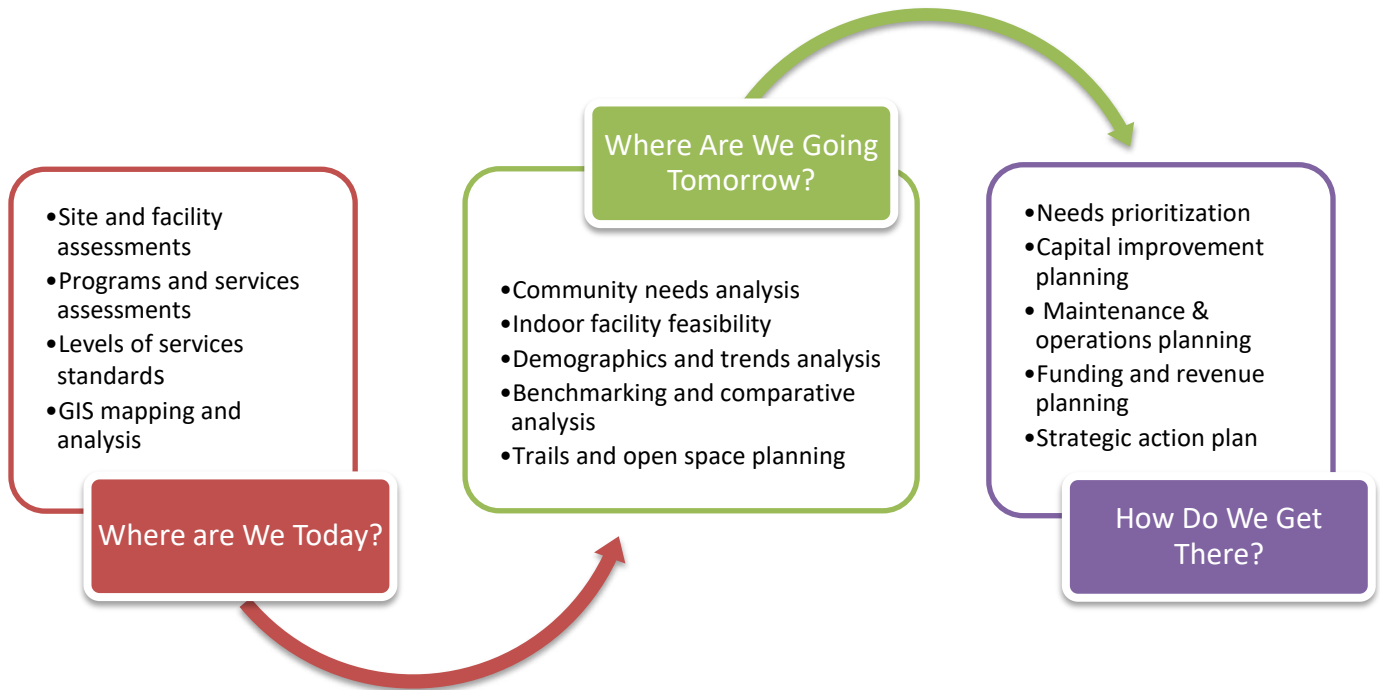 •Site and facility
assessments
•Programs and services
assessments
•Levels of services
standards
•GIS mapping and
analysis
Where are We Today?
Where Are We Going
Tomorrow?
•Community needs analysis
•Indoor facility feasibility
•Demographics and trends analysis
•Benchmarking and comparative
analysis
•Trails and open space planning
•Needs prioritization
•Capital improvement
planning
• Maintenance &
operations planning
•Funding and revenue
planning
•Strategic action plan
How Do We Get
There?